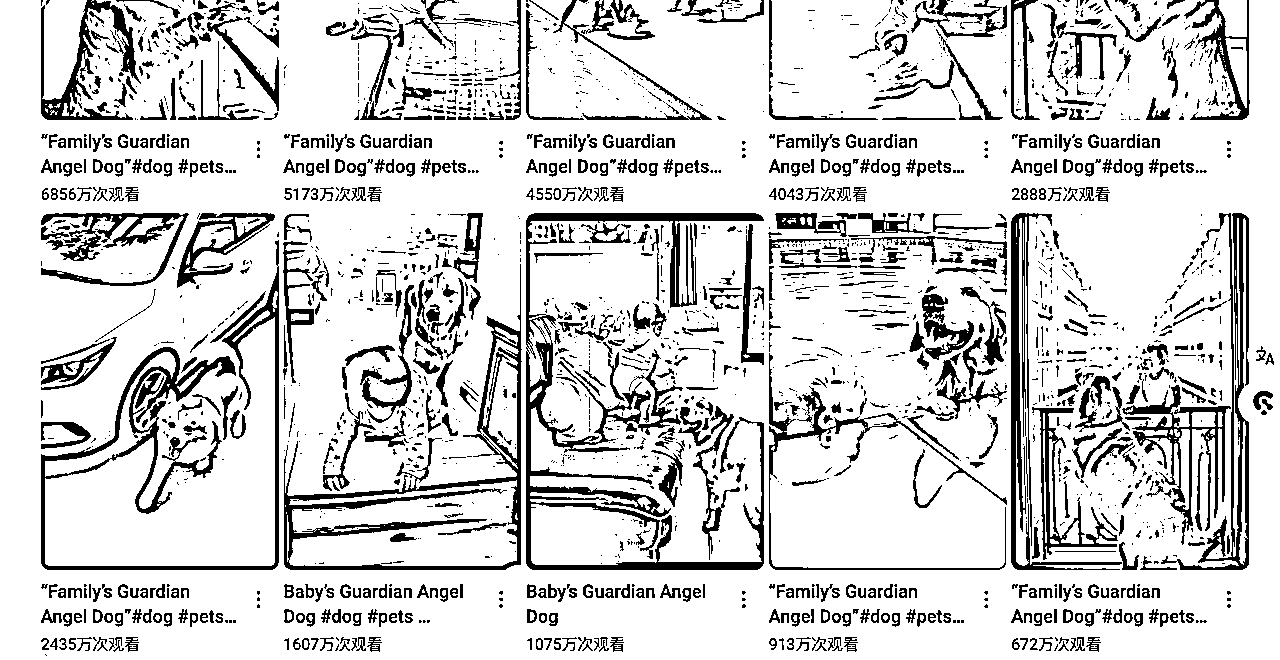 “Family’s Guardian
Angel Dog”#dog #pets...
6856万次观看
“Family’s Guardian
Angel Dog”#dog #pets...
5173万次观看
“Family’s Guardian
Angel Dog”#dog #pets...
4550万次观看
“Family’s Guardian
Angel Dog”#dog #pets...
4043万次观看
“Family’s Guardian
Angel Dog”#dog #pets...
2888万次观看
“Family’s Guardian
Angel Dog”#dog #pets...
2435万次观看
Baby’s Guardian Angel
Dog #dog #pets ...
1607万次观看
Baby’s Guardian Angel
Dog
1075万次观看
“Family’s Guardian
Angel Dog”#dog #pets...
913万次观看
“Family’s Guardian
Angel Dog”#dog #pets...
672万次观看
文A